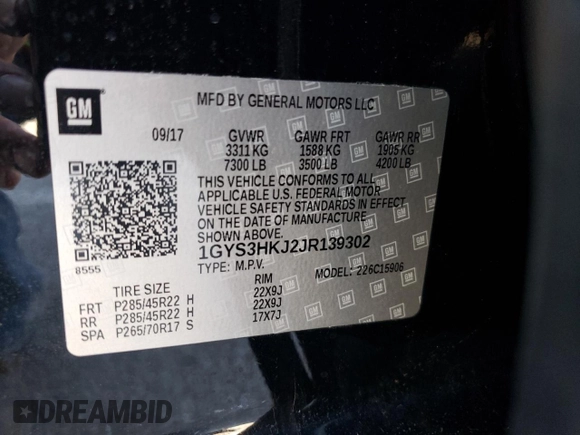 GM
MFD BY GENERAL MOTORS LLC
09/17 GVWR GAWR FRT GAWR RR
3311 KG 1588 KG 1905 KG
7300 LB 3500 LB 4200 LB
THIS VEHICLE CONFORMS TO ALL
APPLICABLE U.S. FEDERAL MOTOR
VEHICLE SAFETY STANDARDS IN EFFECT
ON THE DATE OF MANUFACTURE
SHOWN ABOVE.
8555
1GYS3HKJ2JR139302
TYPE: M.P.V. MODEL: 226C15906
TIRE SIZE RIM
FRT P285/45R22 H 22X9J
RR P285/45R22 H 22X9J
SPA P265/70R17 S 17X7J
DREAMBID